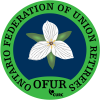 ONTARIO FEDERATION OF UNION RETIREES
OFUR